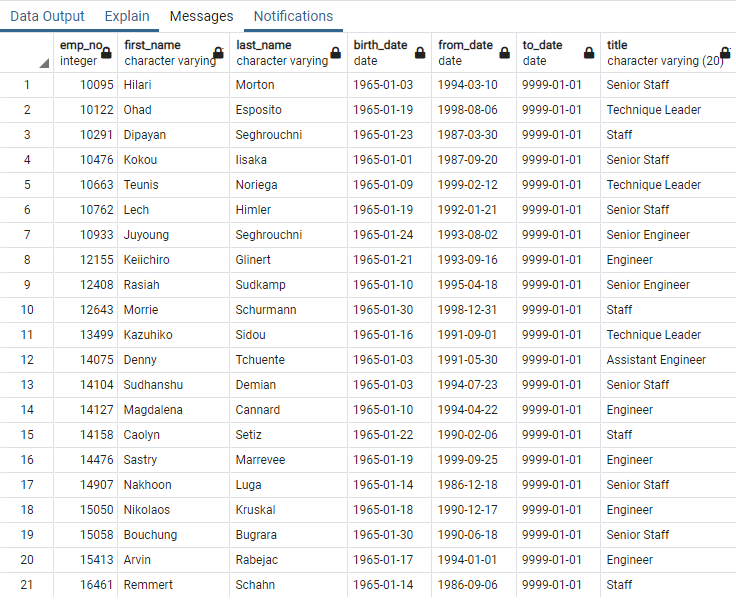 Data Output Explain Messages Notifications
emp_no first_name last_name birth_date from_date to_date title
integer character varying character varying date date date character varying (20)
1 10095 Hilari Morton 1965-01-03 1994-03-10 9999-01-01 Senior Staff
2 10122 Ohad Esposito 1965-01-19 1998-08-06 9999-01-01 Technique Leader
3 10291 Dipayan Seghrouchni 1965-01-23 1987-03-30 9999-01-01 Staff
4 10476 Kokou Iisaka 1965-01-01 1987-09-20 9999-01-01 Senior Staff
5 10663 Teunis Noriega 1965-01-09 1999-02-12 9999-01-01 Technique Leader
6 10762 Lech Himler 1965-01-19 1992-01-21 9999-01-01 Senior Staff
7 10933 Juyoung Seghrouchni 1965-01-24 1993-08-02 9999-01-01 Senior Engineer
8 12155 Keiichiro Glinert 1965-01-21 1993-09-16 9999-01-01 Engineer
9 12408 Rasiah Sudkamp 1965-01-10 1995-04-18 9999-01-01 Senior Engineer
10 12643 Morrie Schurmann 1965-01-30 1998-12-31 9999-01-01 Staff
11 13499 Kazuhiko Sidou 1965-01-16 1991-09-01 9999-01-01 Technique Leader
12 14075 Denny Tchuente 1965-01-03 1991-05-30 9999-01-01 Assistant Engineer
13 14104 Sudhanshu Demian 1965-01-03 1994-07-23 9999-01-01 Senior Staff
14 14127 Magdalena Cannard 1965-01-10 1994-04-22 9999-01-01 Engineer
15 14158 Caolyn Setiz 1965-01-22 1990-02-06 9999-01-01 Staff
16 14476 Sastry Marrevee 1965-01-19 1999-09-25 9999-01-01 Engineer
17 14907 Nakhoon Luga 1965-01-14 1986-12-18 9999-01-01 Senior Staff
18 15050 Nikolaos Kruskal 1965-01-18 1990-12-17 9999-01-01 Engineer
19 15058 Bouchung Bugrara 1965-01-30 1990-06-18 9999-01-01 Senior Staff
20 15413 Arvin Rabejac 1965-01-17 1994-01-01 9999-01-01 Engineer
21 16461 Remmert Schahn 1965-01-14 1986-09-06 9999-01-01 Staff